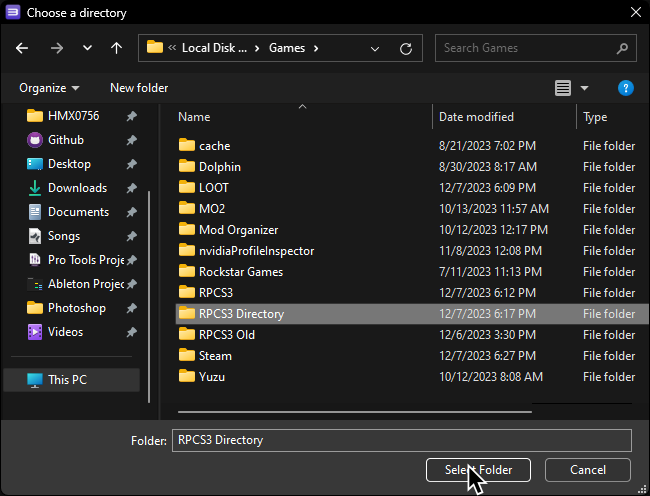 Choose a directory
« Local Disk ... > Games >
Search Games
Organize
New folder
?
Name
Date modified
Type
HMX0756
Github
Desktop
Downloads
Documents
Songs
Pro Tools Proje
Ableton Projec
Photoshop
Videos
This PC
cache 8/21/2023 7:02 PM File folder
Dolphin 8/30/2023 8:17 AM File folder
LOOT 12/7/2023 6:09 PM File folder
MO2 10/13/2023 11:57 AM File folder
Mod Organizer 10/12/2023 12:17 PM File folder
nvidiaProfileInspector 11/8/2023 12:08 PM File folder
Rockstar Games 7/11/2023 11:13 PM File folder
RPCS3 12/7/2023 6:12 PM File folder
RPCS3 Directory 12/7/2023 6:17 PM File folder
RPCS3 Old 12/6/2023 3:30 PM File folder
Steam 12/7/2023 6:27 PM File folder
Yuzu 10/12/2023 8:08 AM File folder
Folder: RPCS3 Directory
Select Folder
Cancel